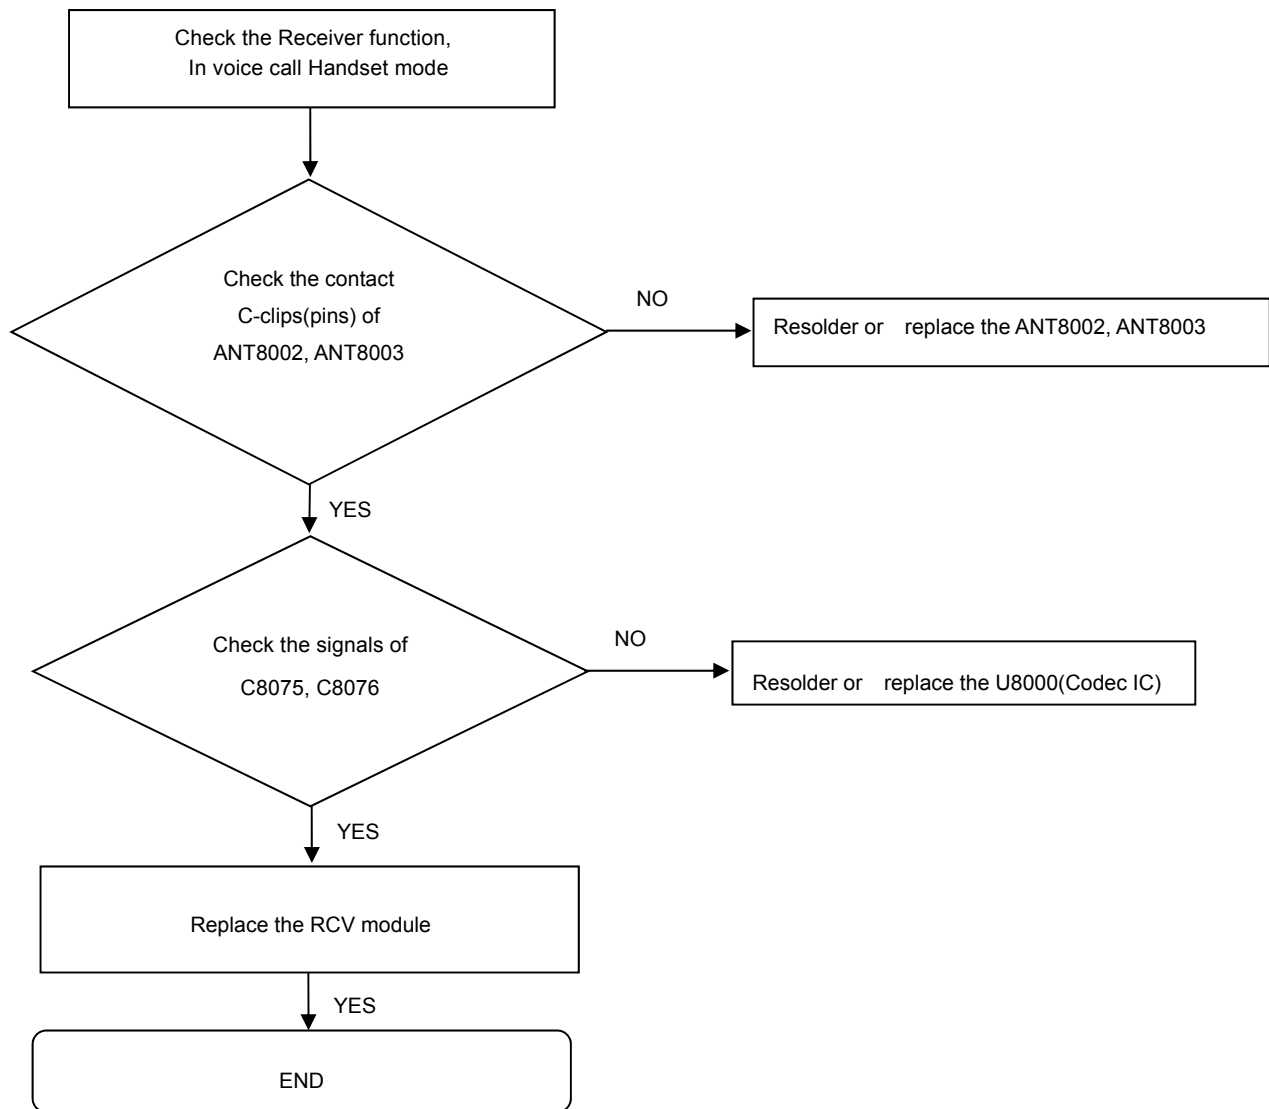 Check the Receiver function,
In voice call Handset mode
Check the contact
C-clips(pins) of
ANT8002, ANT8003
NO
Resolder or replace the ANT8002, ANT8003
YES
Check the signals of
C8075, C8076
NO
Resolder or replace the U8000(Codec IC)
YES
Replace the RCV module
YES
END